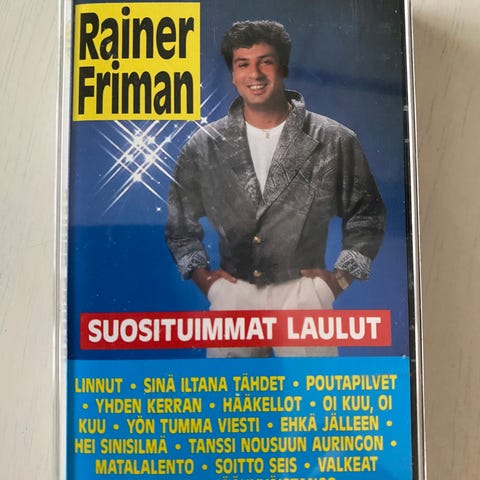 Rainer
Friman
SUOSITUIMMAT LAULUT
LINNUT • SINÄ ILTANA TÄHDET • POUTAPILVET
• YHDEN KERRAN • HÄÄKELLOT • OI KUU, OI
KUU • YÖN TUMMA VIESTI • EHKÄ JÄLLEEN •
HEI SINISILMÄ • TANSSI NOUSUUN AURINGON •
MATALALENTO • SOITTO SEIS • VALKEAT